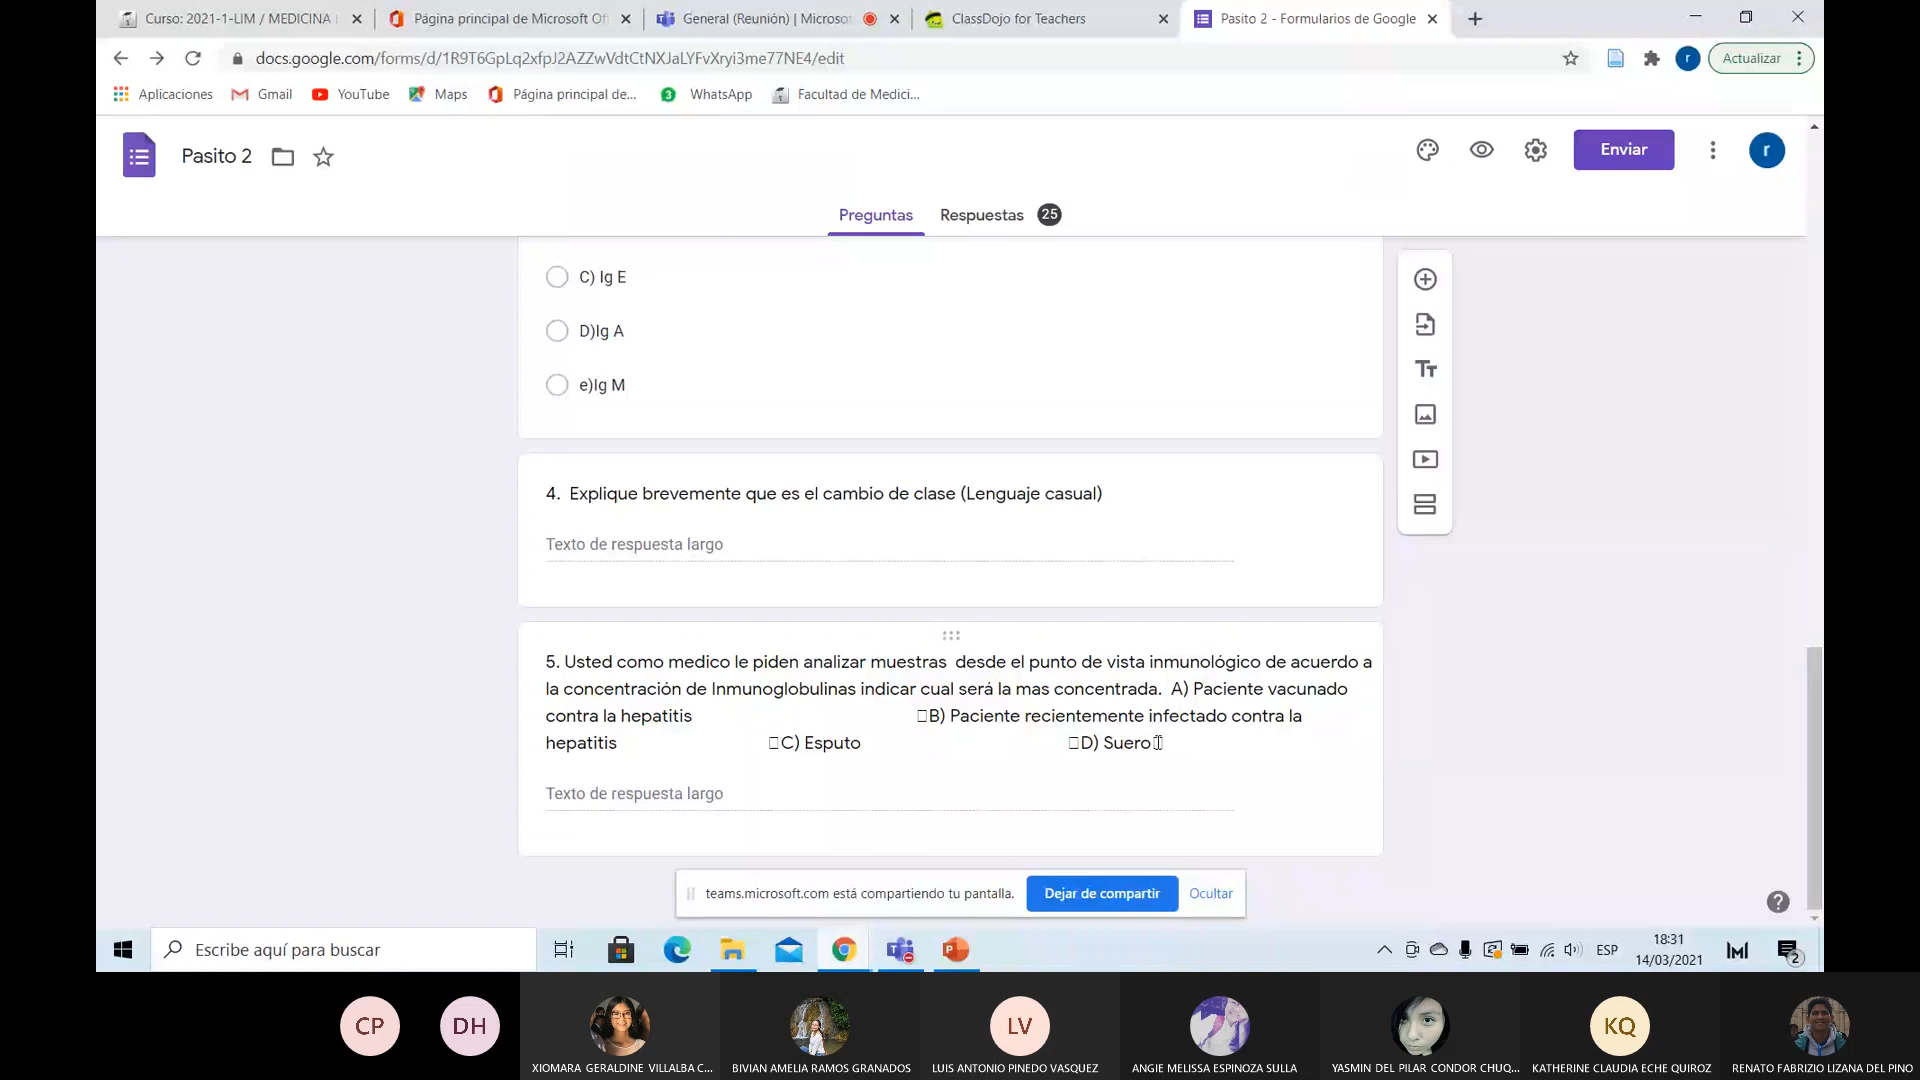 Curso: 2021-1-LIM / MEDICINA
Página principal de Microsoft Of
General (Reunión) | Microso
ClassDojo for Teachers
Pasito 2 - Formularios de Google
docs.google.com/forms/d/1R9T6GpLq2xfpJ2AZZwVdtCtNXJaLYFvXryi3me77NE4/edit
r
Actualizar
Aplicaciones
Gmail
YouTube
Maps
Página principal de...
3
WhatsApp
Facultad de Medici...
Pasito 2
Enviar
r
Preguntas
Respuestas 25
C) Ig E
D)Ig A
e)Ig M
4. Explique brevemente que es el cambio de clase (Lenguaje casual)
Texto de respuesta largo
5. Usted como medico le piden analizar muestras desde el punto de vista inmunológico de acuerdo a
la concentración de Inmunoglobulinas indicar cual será la mas concentrada. A) Paciente vacunado
contra la hepatitis □B) Paciente recientemente infectado contra la
hepatitis □C) Esputo □D) Suero
Texto de respuesta largo
teams.microsoft.com está compartiendo tu pantalla.
Dejar de compartir
Ocultar
Escribe aquí para buscar
ESP
18:31
14/03/2021
2
CP
DH
LV
KQ
XIOMARA GERALDINE VILLALBA C...
BIVIAN AMELIA RAMOS GRANADOS
LUIS ANTONIO PINEDO VASQUEZ
ANGIE MELISSA ESPINOZA SULLA
YASMIN DEL PILAR CONDOR CHUQ...
KATHERINE CLAUDIA ECHE QUIROZ
RENATO FABRIZIO LIZANA DEL PINO